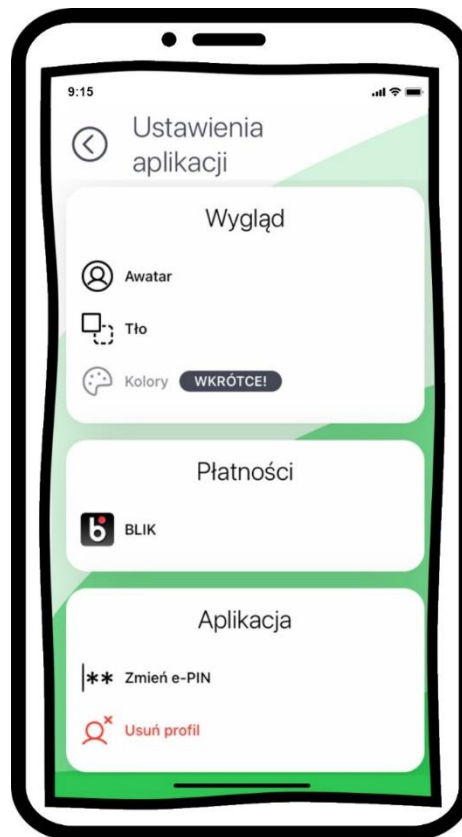 9:15
Ustawienia
aplikacji
Wygląd
Awatar
Tło
Kolory WKRÓTCE!
Płatności
BLIK
Aplikacja
|** Zmień e-PIN
Usuń profil